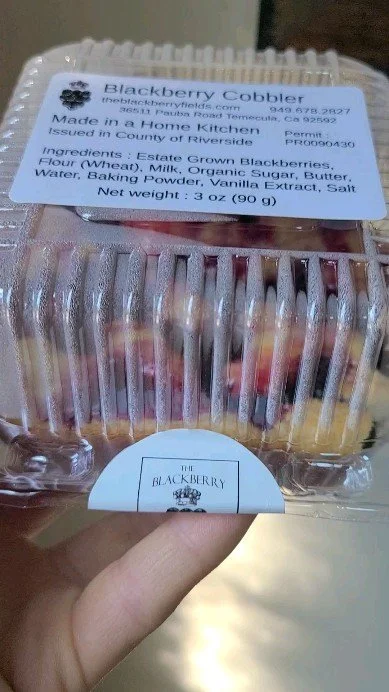 Blackberry Cobbler
theblackberryfields.com 949.678.2827
36511 Pauba Road Temecula, Ca 92592
Made in a Home Kitchen Permit :
Issued in County of Riverside PR0090430
Ingredients : Estate Grown Blackberries,
Flour (Wheat), Milk, Organic Sugar, Butter,
Water, Baking Powder, Vanilla Extract, Salt
Net weight : 3 oz (90 g)
THE
BLACKBERRY